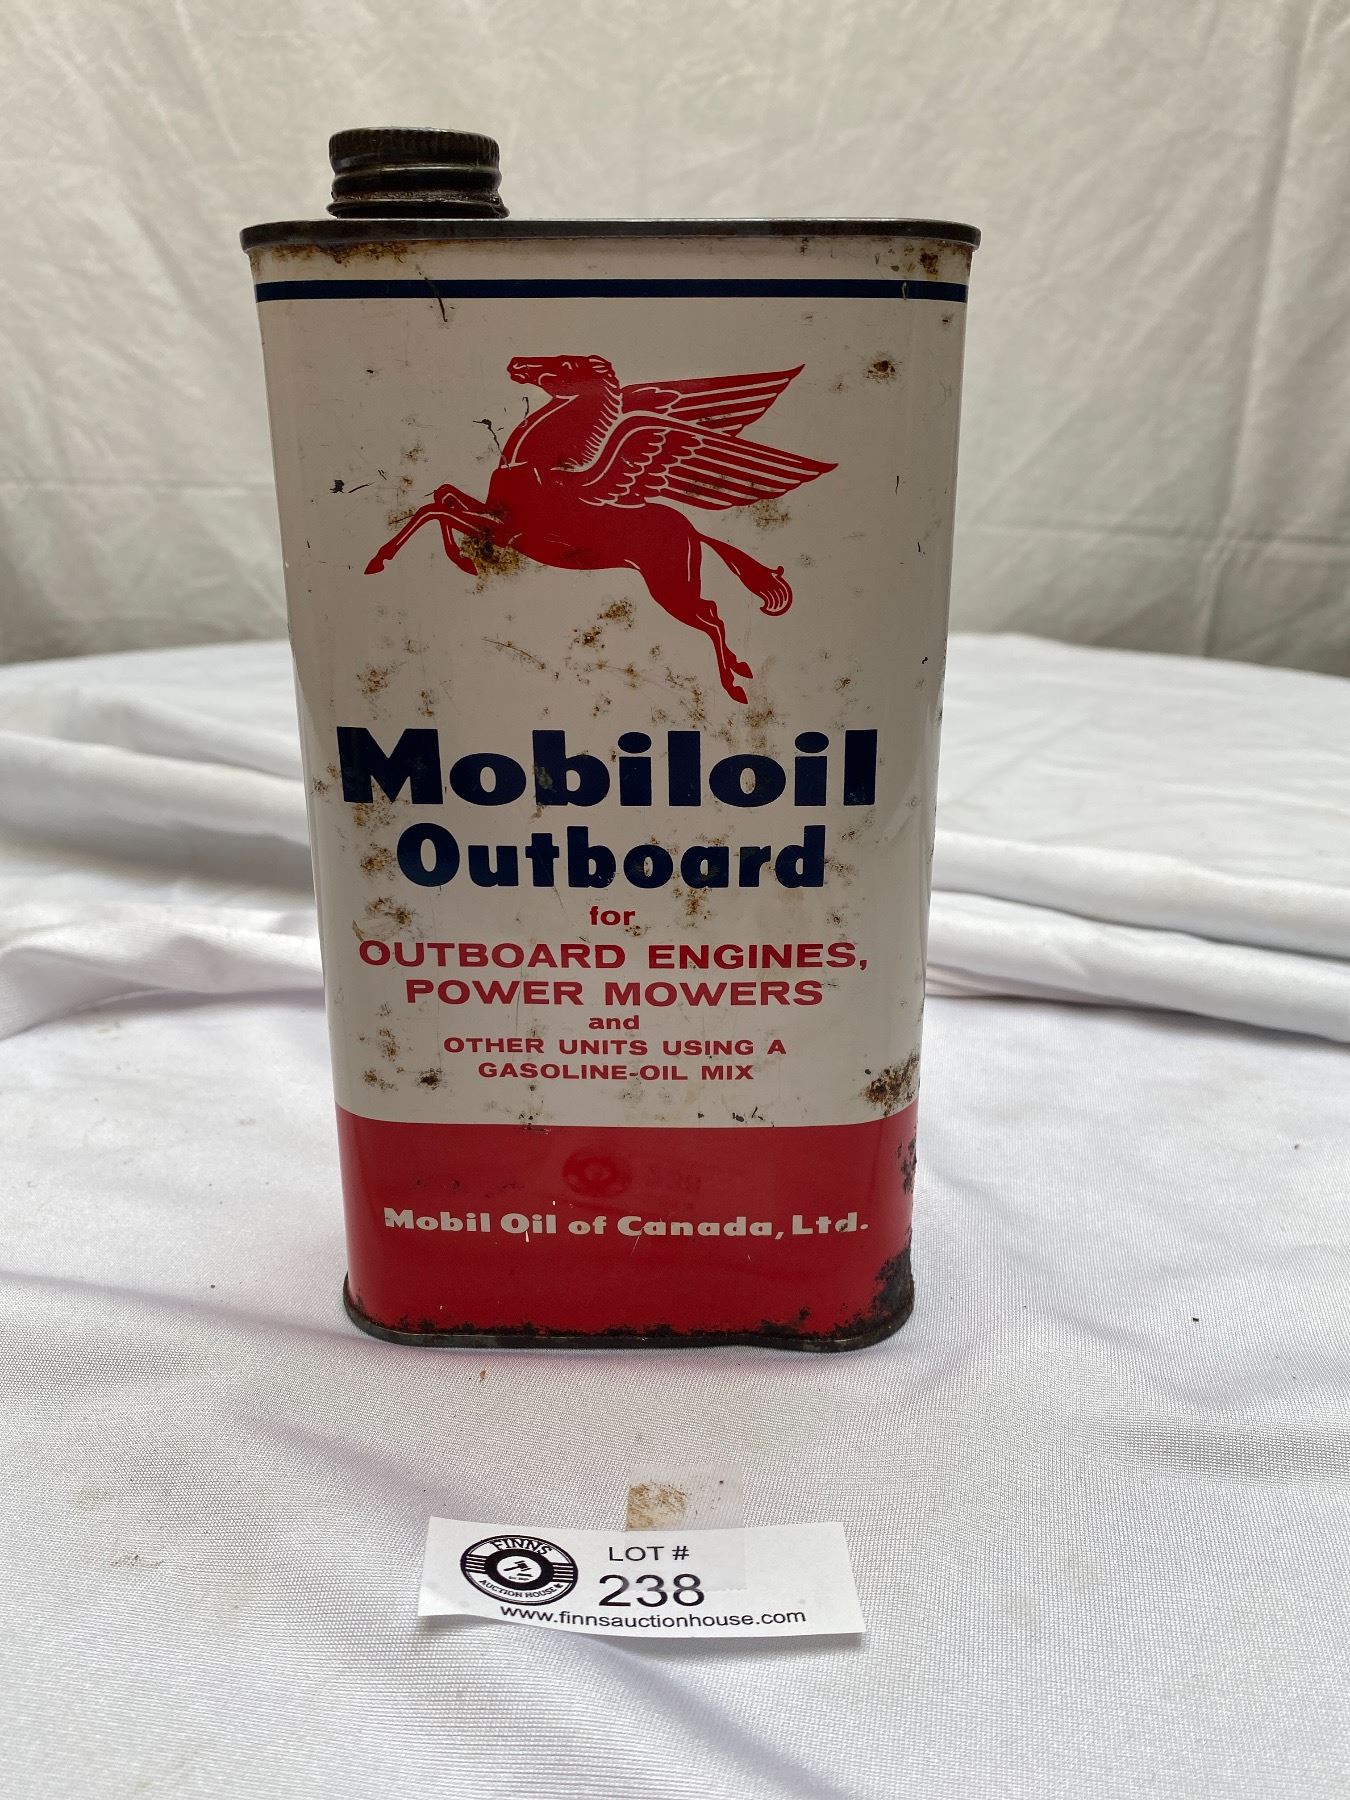 Mobiloil
Outboard
for
OUTBOARD ENGINES,
POWER MOWERS
and
OTHER UNITS USING A
GASOLINE-OIL MIX
Mobil Oil of Canada, Ltd.
FINNS
AUCTION HOUSE
LOT #
238
www.finnsauctionhouse.com